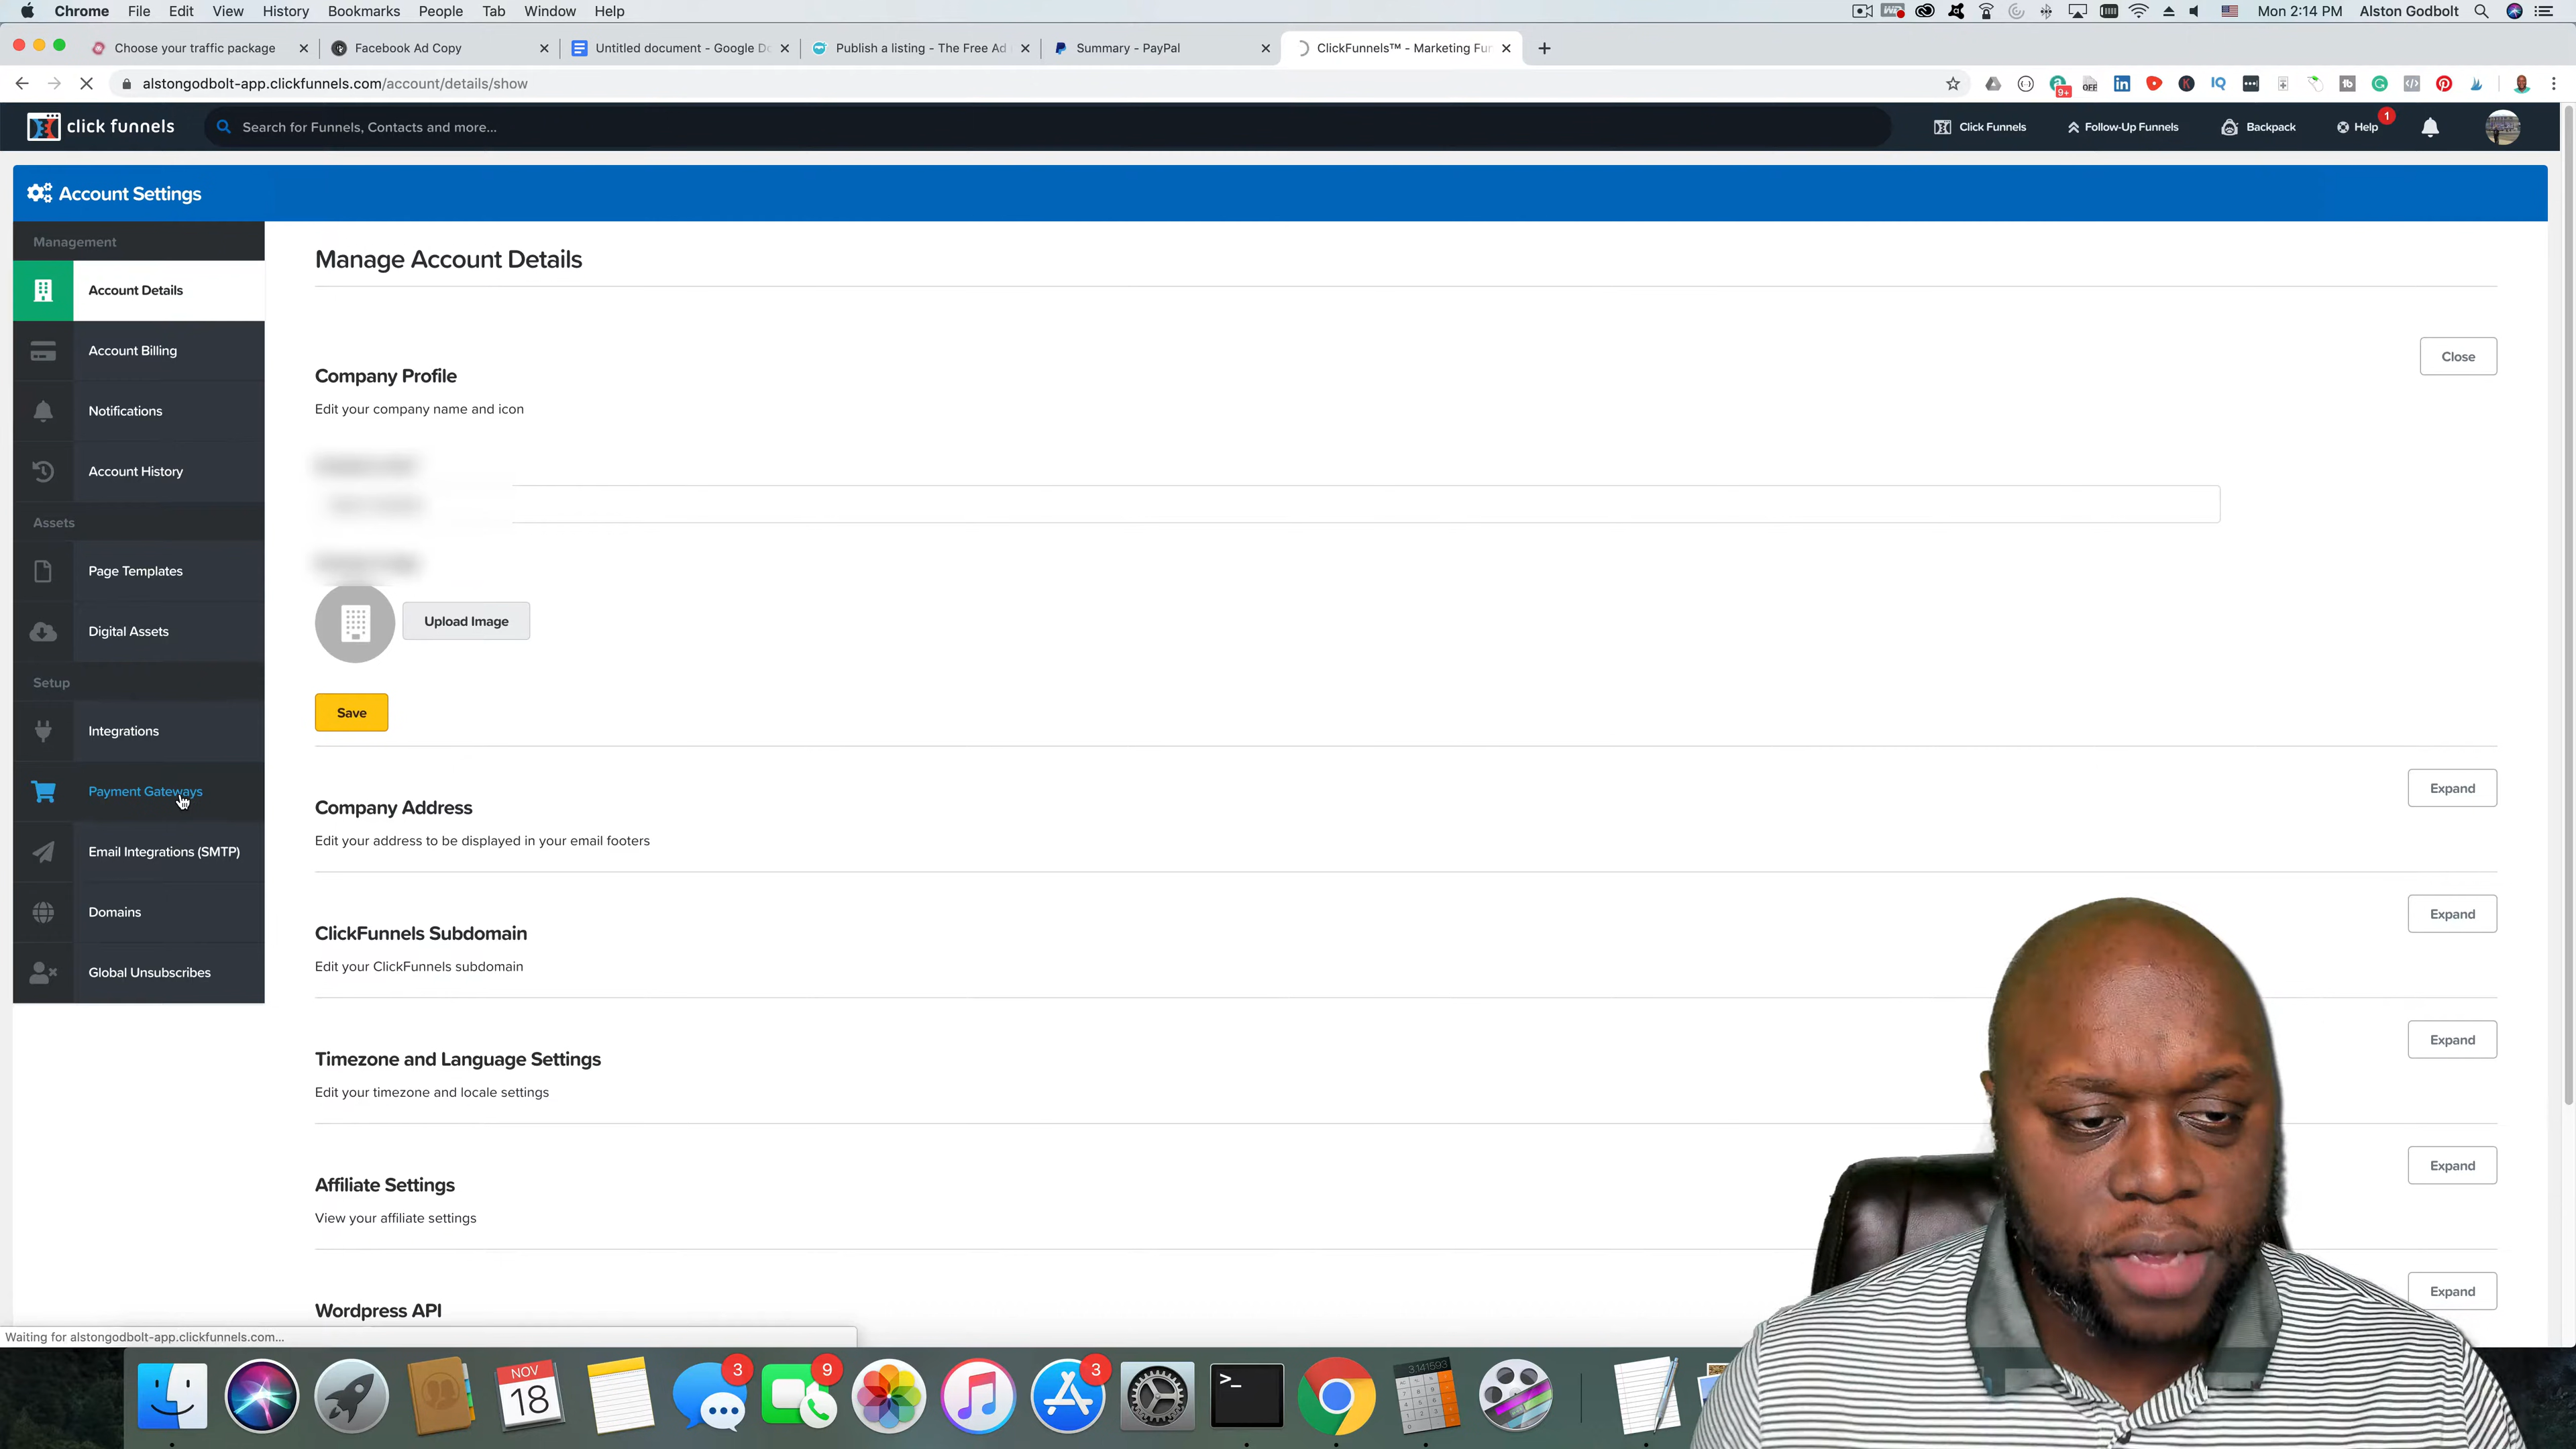 Chrome File Edit View History Bookmarks People Tab Window Help Mon 2:14 PM Alston Godbolt
Choose your traffic package Facebook Ad Copy Untitled document - Google Do Publish a listing - The Free Ad Summary - PayPal ClickFunnels™ - Marketing Fun
alstongodbolt-app.clickfunnels.com/account/details/show
click funnels Search for Funnels, Contacts and more... Click Funnels Follow-Up Funnels Backpack Help 1
Account Settings
Management
Account Details
Account Billing
Notifications
Account History
Assets
Page Templates
Digital Assets
Setup
Integrations
Payment Gateways
Email Integrations (SMTP)
Domains
Global Unsubscribes
Manage Account Details
Close
Company Profile
Edit your company name and icon
Upload Image
Save
Company Address Expand
Edit your address to be displayed in your email footers
ClickFunnels Subdomain Expand
Edit your ClickFunnels subdomain
Timezone and Language Settings Expand
Edit your timezone and locale settings
Affiliate Settings Expand
View your affiliate settings
Wordpress API Expand
Waiting for alstongodbolt-app.clickfunnels.com...
NOV
18
3
9
3
3.141593